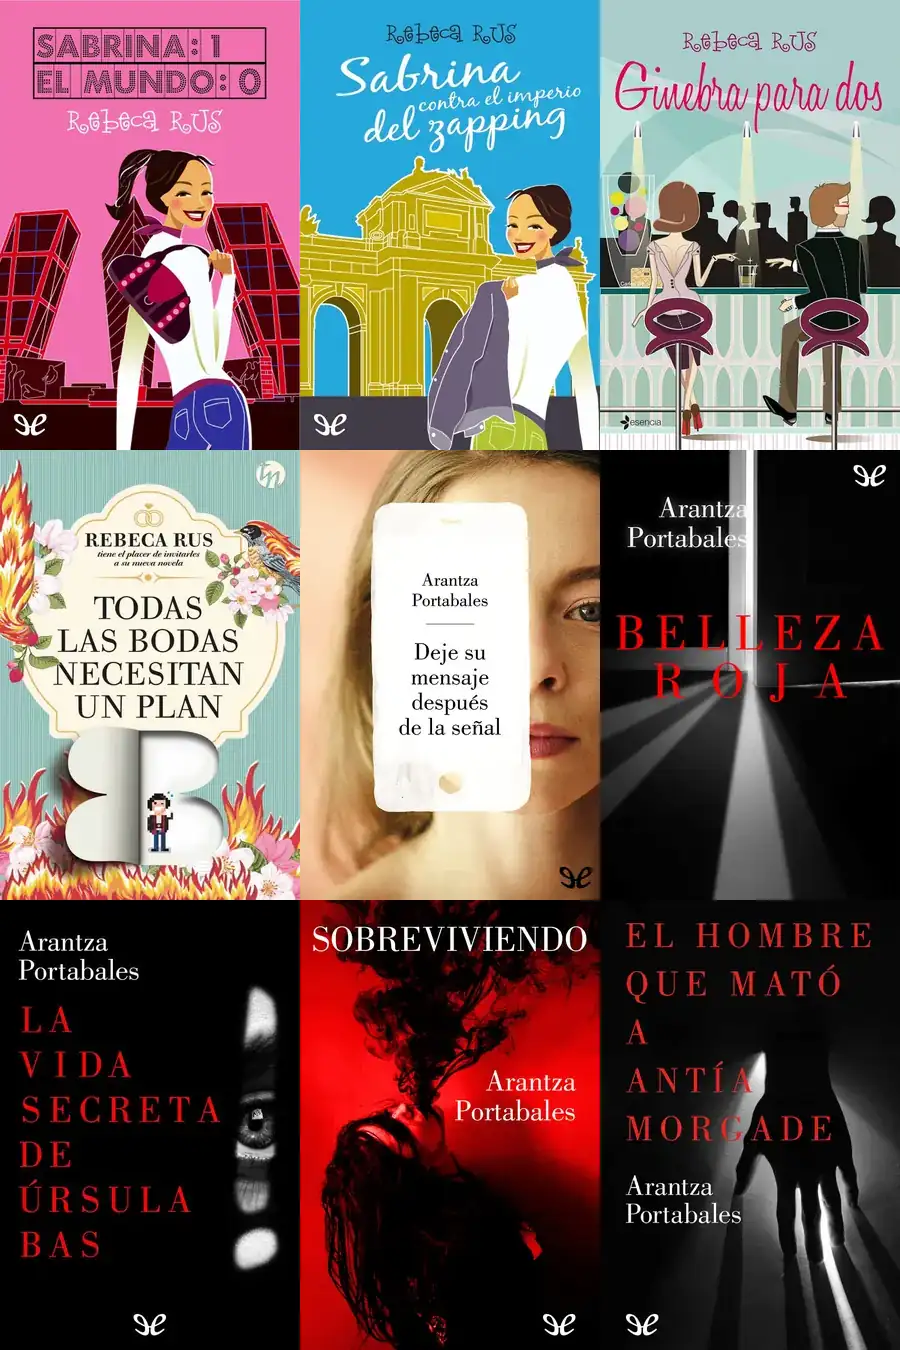 SABRINA: 1
EL MUNDO: 0
Rebeca Rus
Rebeca Rus
Sabrina
contra el imperio
del zapping
Rebeca Rus
Ginebra para dos
esencia
REBECA RUS
tiene el placer de invitarles
a su nueva novela
TODAS
LAS BODAS
NECESITAN
UN PLAN
B
Arantza
Portabales
Deje su
mensaje
después
de la señal
Arantza
Portabales
BELLEZA
ROJA
Arantza
Portabales
LA
VIDA
SECRETA
DE
ÚRSULA
BAS
SOBREVIVIENDO
Arantza
Portabales
EL HOMBRE
QUE MATÓ
A
ANTÍA
MORGADE
Arantza
Portabales